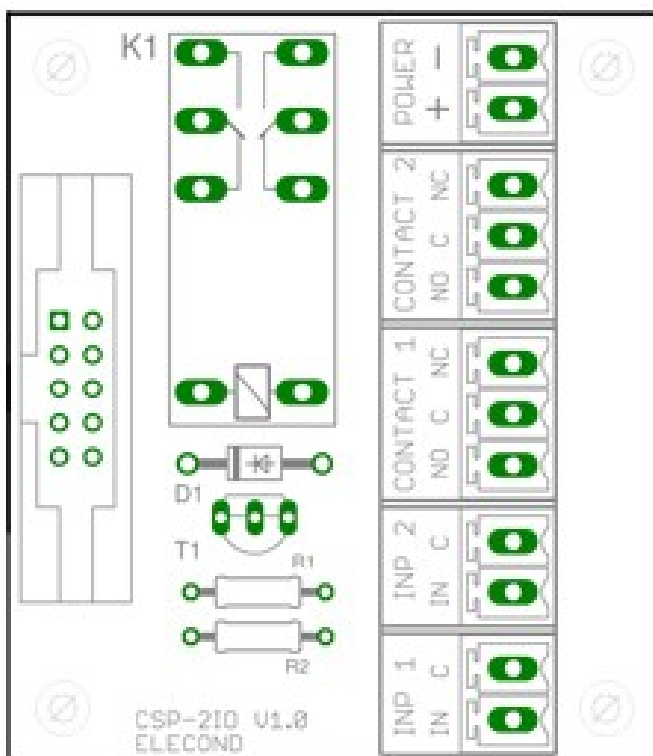 K1
POWER
- +
CONTACT 2
NC C NO
CONTACT 1
NC C NO
D1
T1
R1
R2
INP 2
C IN
INP 1
C IN
CSP-2IO V1.0
ELECOND